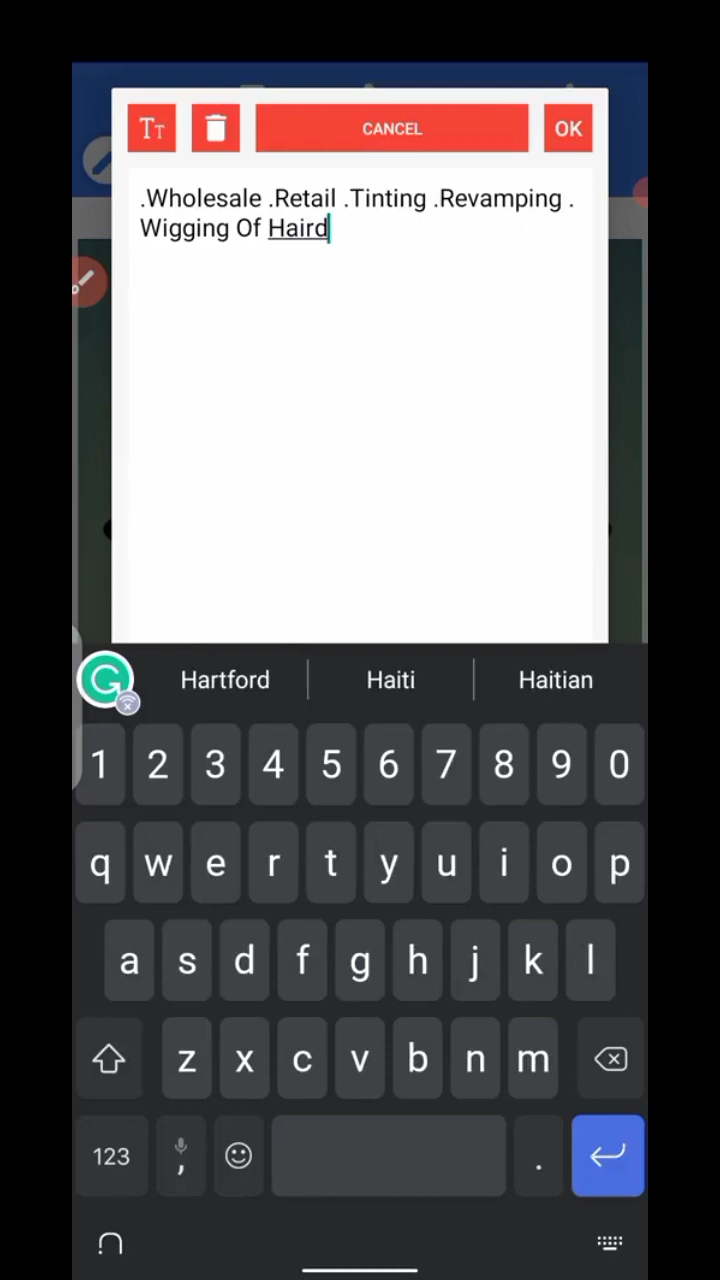 CANCEL
OK
.Wholesale .Retail .Tinting .Revamping .
Wigging Of Haird
Hartford Haiti Haitian
1 2 3 4 5 6 7 8 9 0
q w e r t y u i o p
a s d f g h j k l
z x c v b n m
123 , .